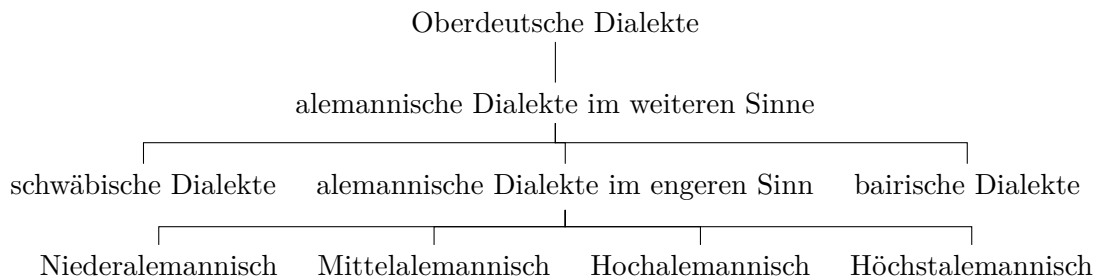 Oberdeutsche Dialekte
alemannische Dialekte im weiteren Sinne
schwäbische Dialekte alemannische Dialekte im engeren Sinn bairische Dialekte
Niederalemannisch Mittelalemannisch Hochalemannisch Höchstalemannisch